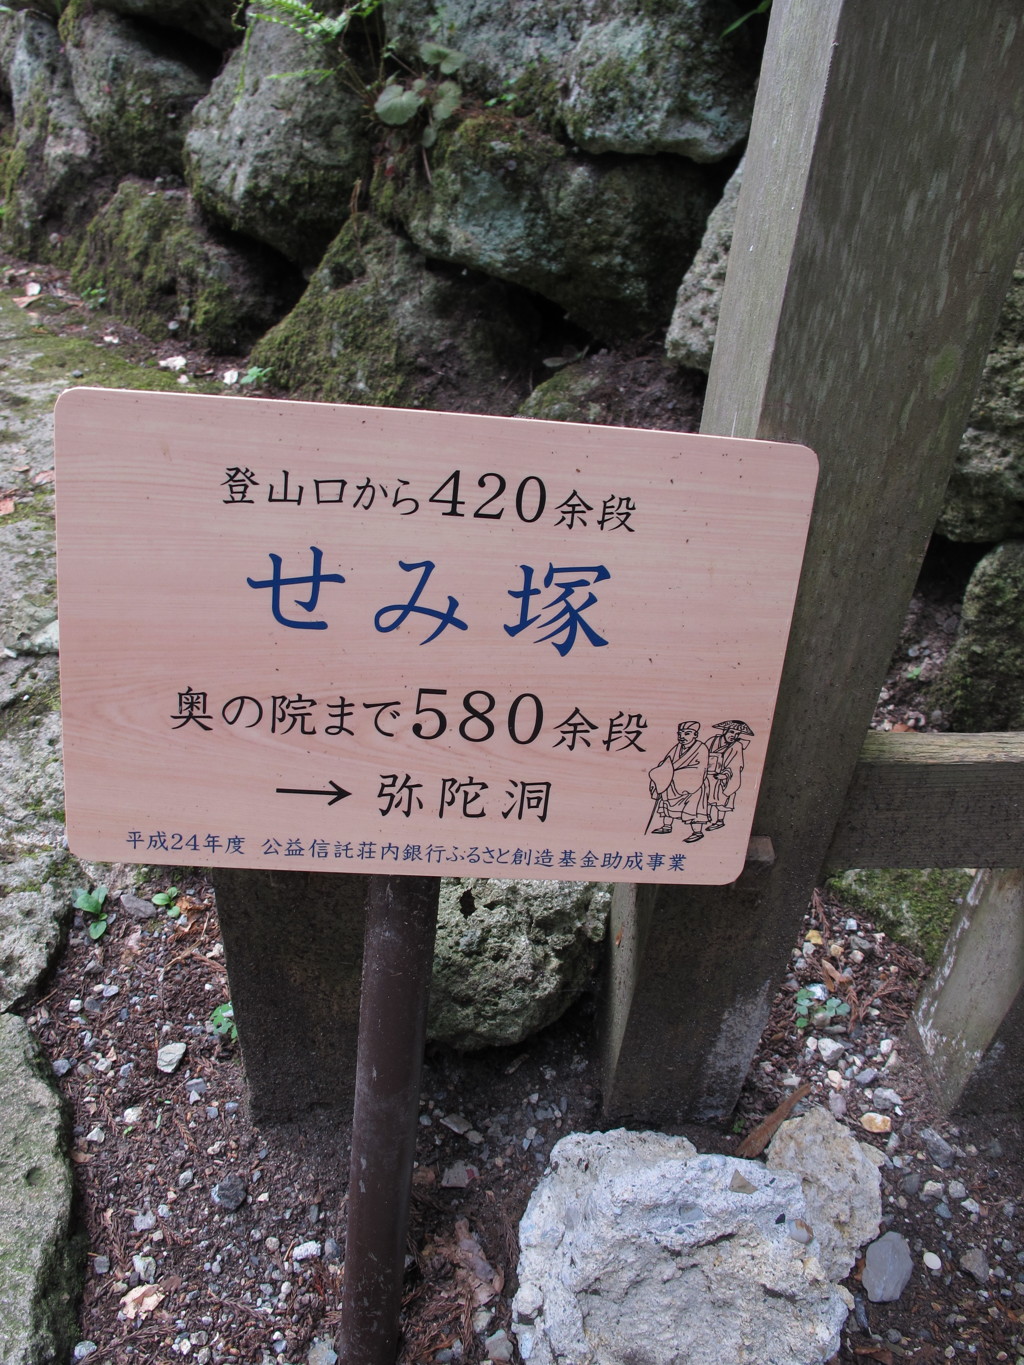 登山口から420余段
せみ塚
奥の院まで580余段
→ 弥陀洞
平成24年度 公益信託荘内銀行ふるさと創造基金助成事業